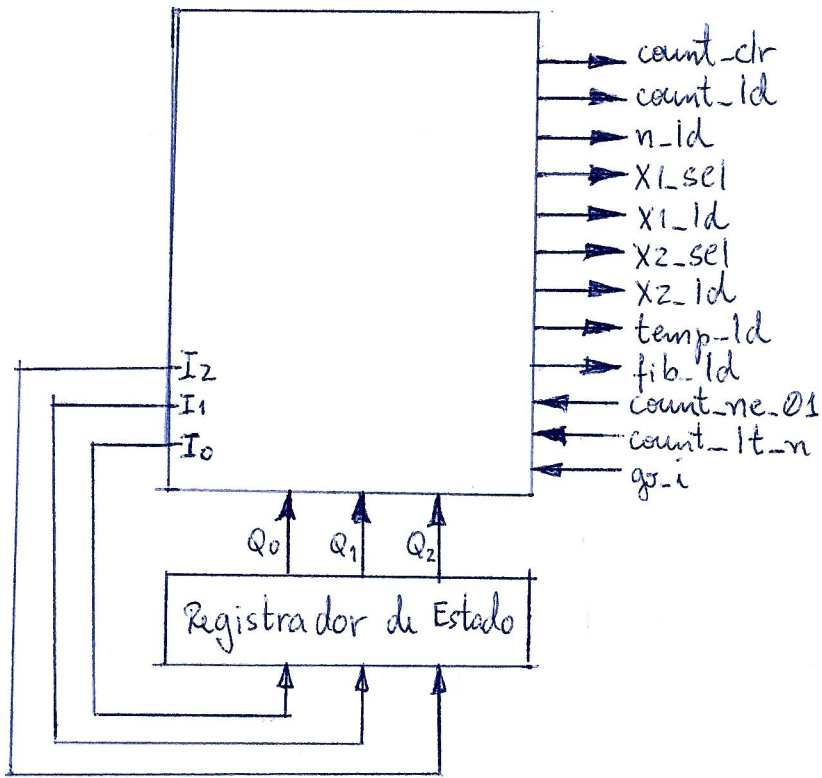 count_clr
count_ld
n_ld
X1_sel
X1_ld
X2_sel
X2_ld
temp_ld
fib_ld
count_ne_01
count_lt_n
go_i
I2
I1
I0
Q0 Q1 Q2
Registrador de Estado